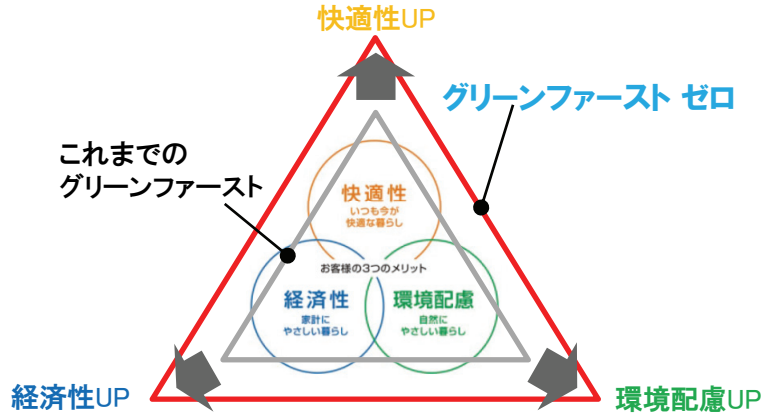 快適性UP
グリーンファースト ゼロ
これまでの
グリーンファースト
快適性
いつも今が
快適な暮らし
お客様の3つのメリット
経済性
家計に
やさしい暮らし
環境配慮
自然に
やさしい暮らし
経済性UP
環境配慮UP